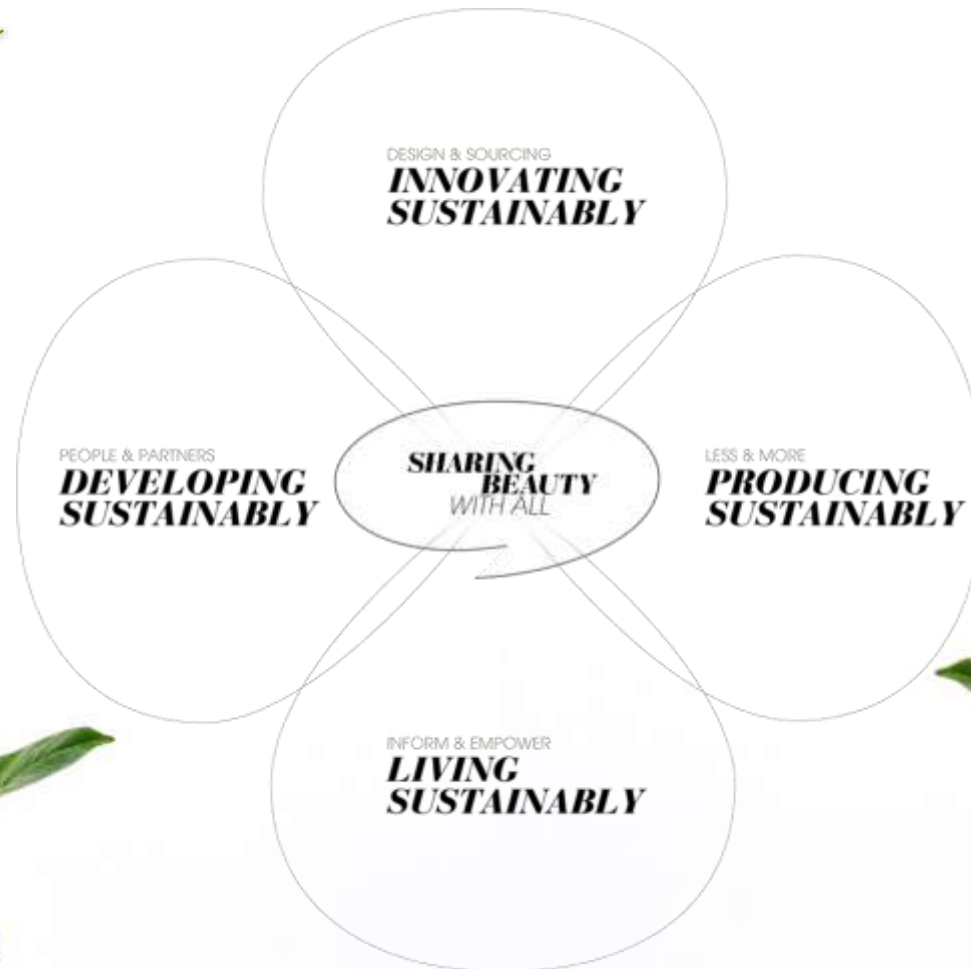 DESIGN & SOURCING
INNOVATING
SUSTAINABLY
PEOPLE & PARTNERS
DEVELOPING
SUSTAINABLY
SHARING
BEAUTY
WITH ALL
LESS & MORE
PRODUCING
SUSTAINABLY
INFORM & EMPOWER
LIVING
SUSTAINABLY